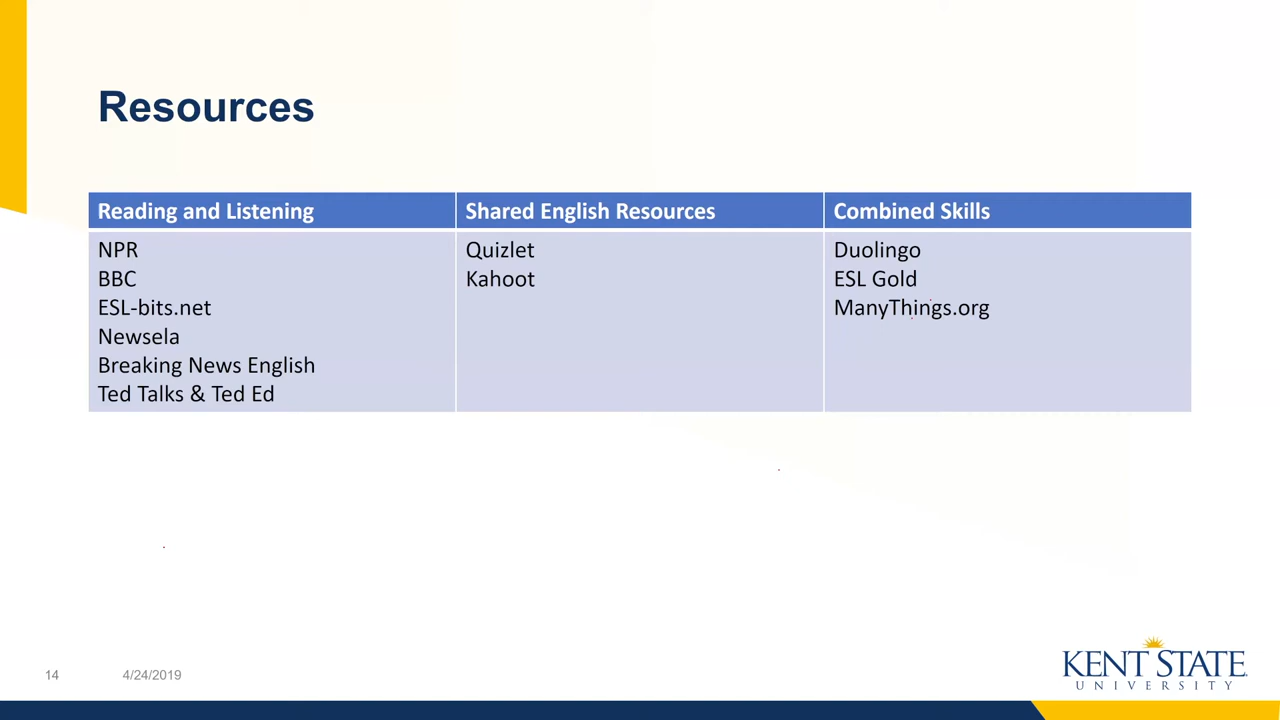 Resources
Reading and Listening
NPR
BBC
ESL-bits.net
Newsela
Breaking News English
Ted Talks & Ted Ed
Shared English Resources
Quizlet
Kahoot
Combined Skills
Duolingo
ESL Gold
ManyThings.org
14
4/24/2019
KENT STATE
UNIVERSITY